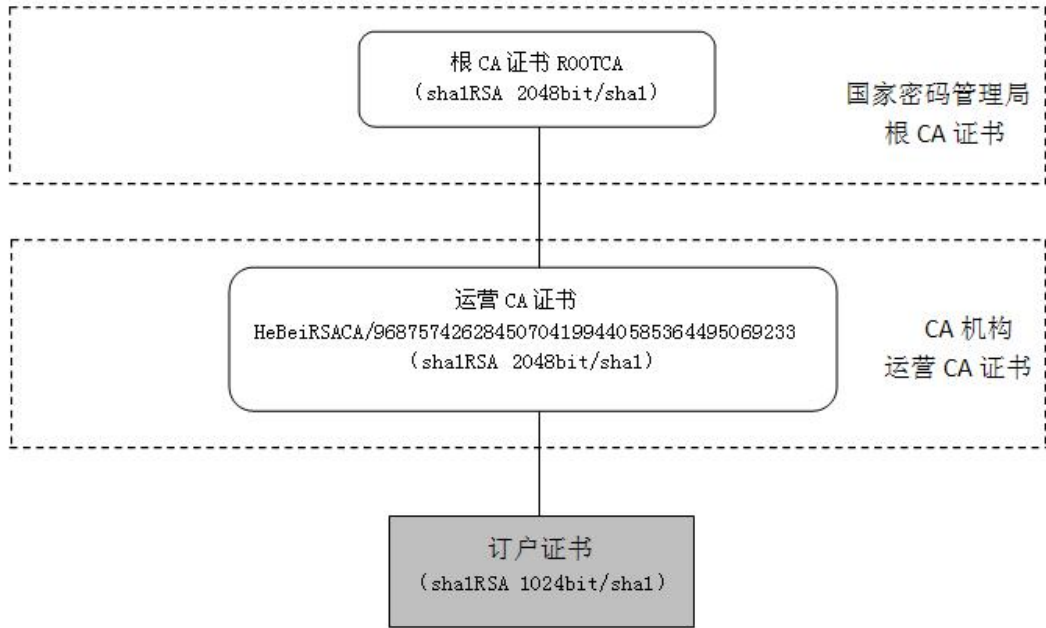 根 CA 证书 ROOTCA
（sha1RSA 2048bit/sha1）
国家密码管理局
根 CA 证书
运营 CA 证书
HeBeiRSACA/96875742628450704199440585364495069233
（sha1RSA 2048bit/sha1）
CA 机构
运营 CA 证书
订户证书
（sha1RSA 1024bit/sha1）